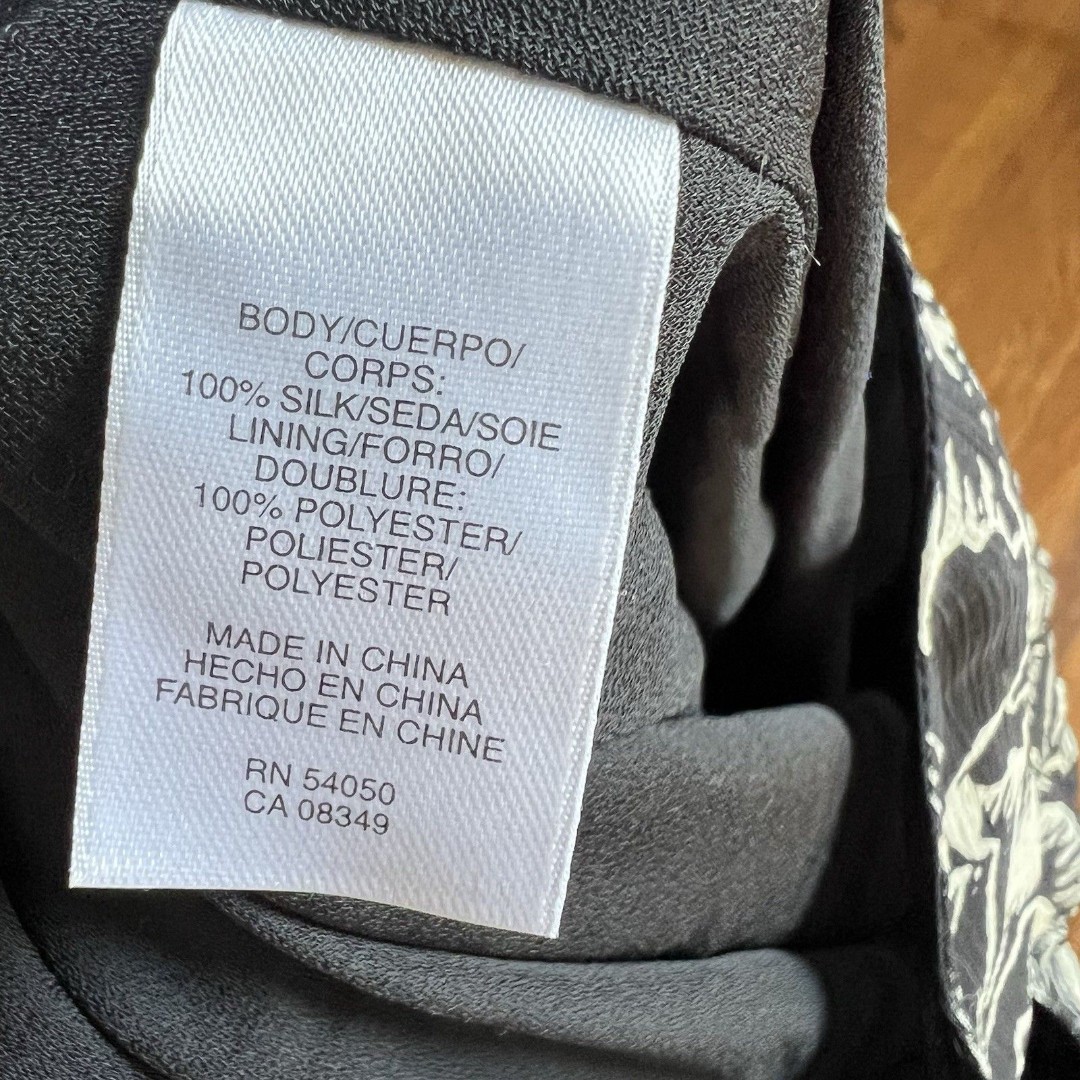 BODY/CUERPO/
CORPS:
100% SILK/SEDA/SOIE
LINING/FORRO/
DOUBLURE:
100% POLYESTER/
POLIESTER/
POLYESTER
MADE IN CHINA
HECHO EN CHINA
FABRIQUE EN CHINE
RN 54050
CA 08349